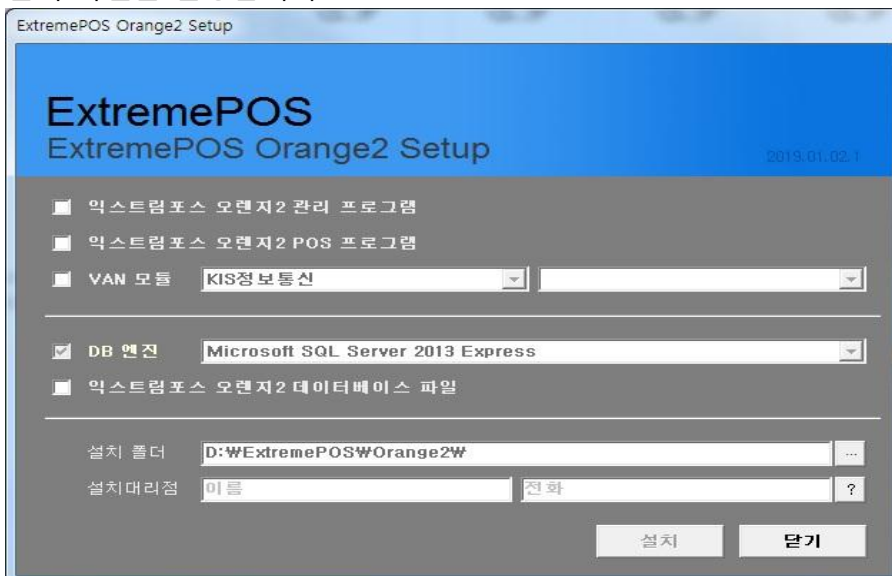 ExtremePOS Orange2 Setup
ExtremePOS
ExtremePOS Orange2 Setup
2019.01.02.1
익스트림포스 오렌지2 관리 프로그램
익스트림포스 오렌지2 POS 프로그램
VAN 모듈 KIS정보통신
DB 엔진 Microsoft SQL Server 2013 Express
익스트림포스 오렌지2 데이터베이스 파일
설치 폴더 D:₩ExtremePOS₩Orange2₩ ...
설치대리점 이름 전화 ?
설치 닫기